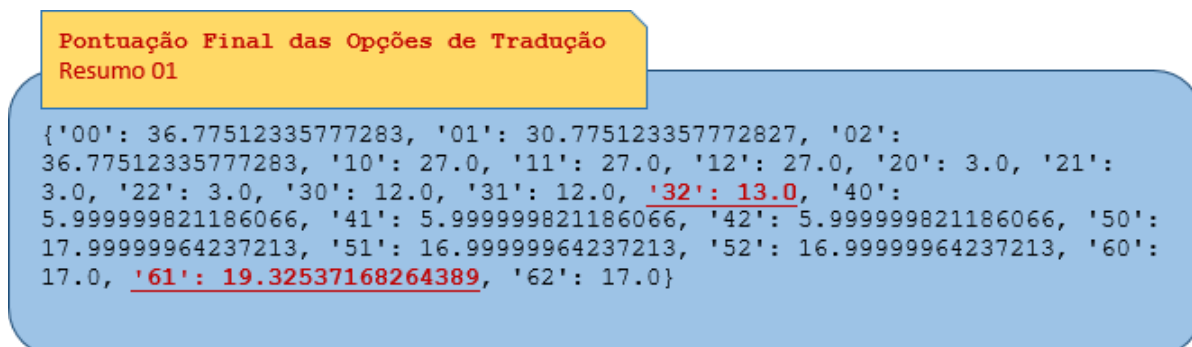 Pontuação Final das Opções de Tradução
Resumo 01
{'00': 36.77512335777283, '01': 30.775123357772827, '02':
36.77512335777283, '10': 27.0, '11': 27.0, '12': 27.0, '20': 3.0, '21':
3.0, '22': 3.0, '30': 12.0, '31': 12.0, '32': 13.0, '40':
5.999999821186066, '41': 5.999999821186066, '42': 5.999999821186066, '50':
17.99999964237213, '51': 16.99999964237213, '52': 16.99999964237213, '60':
17.0, '61': 19.32537168264389, '62': 17.0}